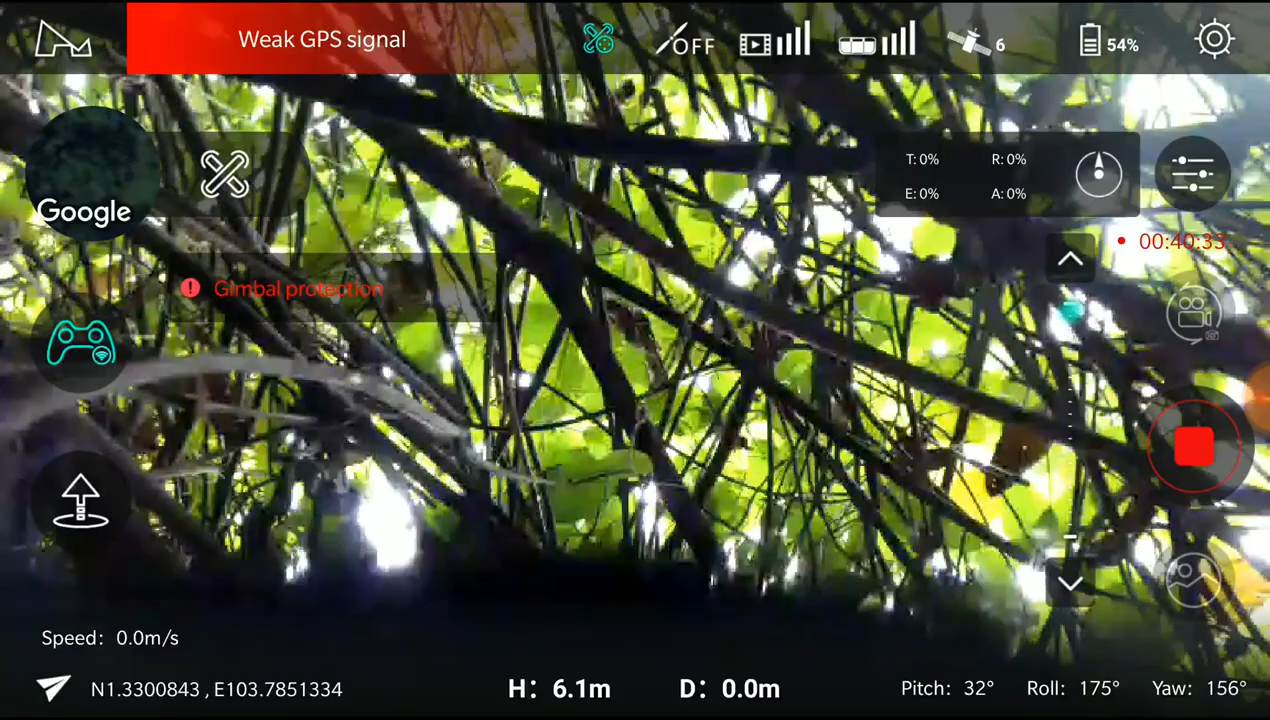 Weak GPS signal
OFF
6
54%
T: 0%
R: 0%
E: 0%
A: 0%
Google
00:40:33
Gimbal protection
Speed: 0.0m/s
N1.3300843 , E103.7851334
H: 6.1m
D: 0.0m
Pitch: 32°
Roll: 175°
Yaw: 156°